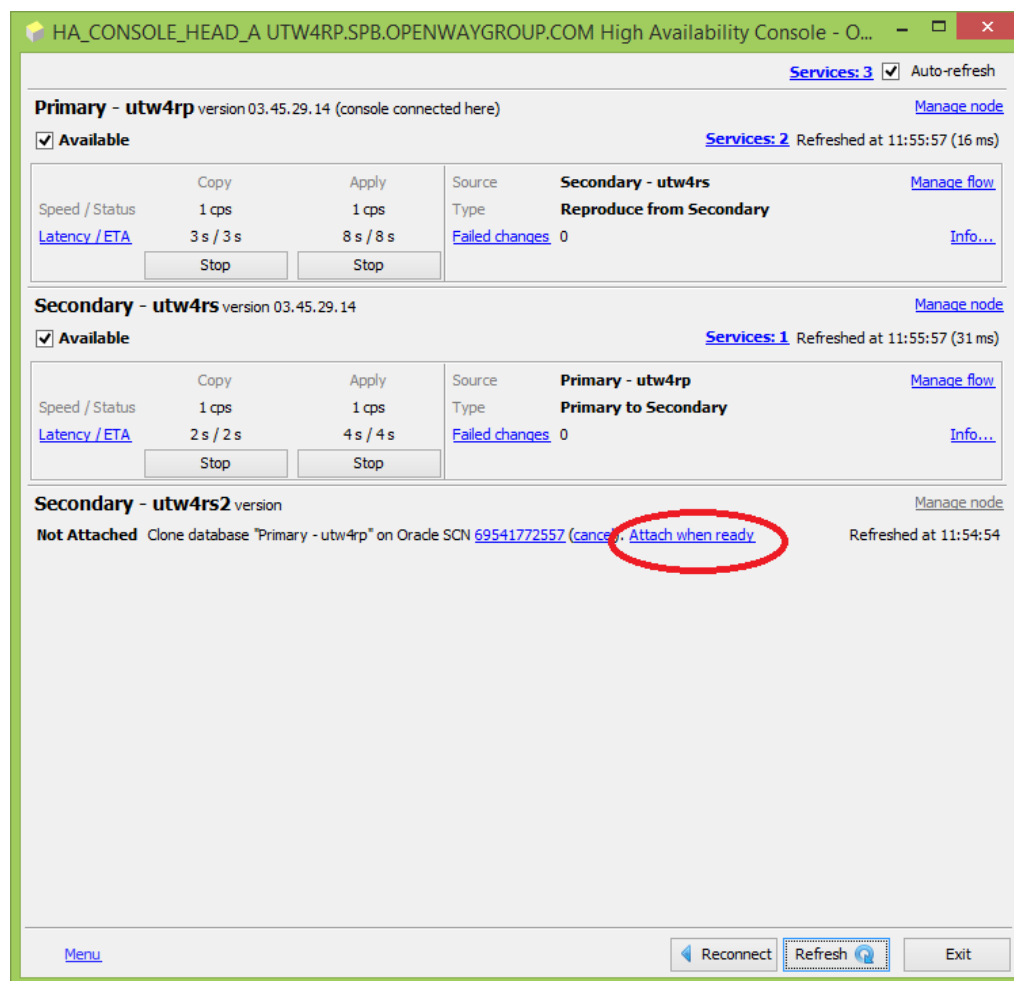 HA_CONSOLE_HEAD_A UTW4RP.SPB.OPENWAYGROUP.COM High Availability Console - O...
Services: 3 Auto-refresh
Primary - utw4rp version 03.45.29.14 (console connected here) Manage node
Available Services: 2 Refreshed at 11:55:57 (16 ms)
Copy Apply Source Secondary - utw4rs Manage flow
Speed / Status 1 cps 1 cps Type Reproduce from Secondary
Latency / ETA 3 s / 3 s 8 s / 8 s Failed changes 0 Info...
Stop Stop
Secondary - utw4rs version 03.45.29.14 Manage node
Available Services: 1 Refreshed at 11:55:57 (31 ms)
Copy Apply Source Primary - utw4rp Manage flow
Speed / Status 1 cps 1 cps Type Primary to Secondary
Latency / ETA 2 s / 2 s 4 s / 4 s Failed changes 0 Info...
Stop Stop
Secondary - utw4rs2 version Manage node
Not Attached Clone database "Primary - utw4rp" on Oracle SCN 69541772557 (cancel). Attach when ready Refreshed at 11:54:54
Menu Reconnect Refresh Exit